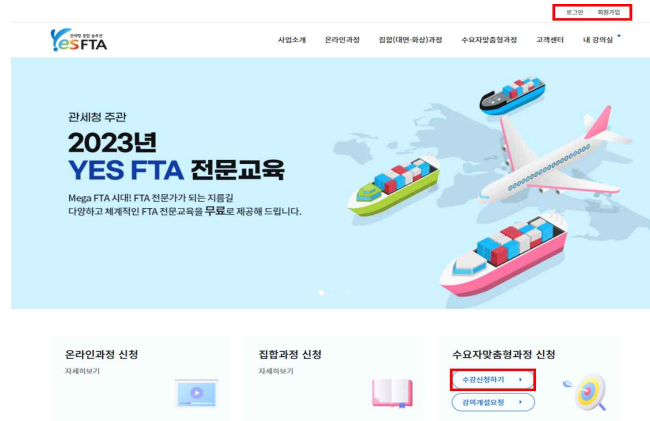 로그인 회원가입
관세청 종합 솔루션
YesFTA
사업소개 온라인과정 집합(대면·화상)과정 수요자맞춤형과정 고객센터 내 강의실
관세청 주관
2023년
YES FTA 전문교육
Mega FTA 시대! FTA 전문가가 되는 지름길
다양하고 체계적인 FTA 전문교육을 무료로 제공해 드립니다.
온라인과정 신청
자세히보기
집합과정 신청
자세히보기
수요자맞춤형과정 신청
수강신청하기
강의개설요청